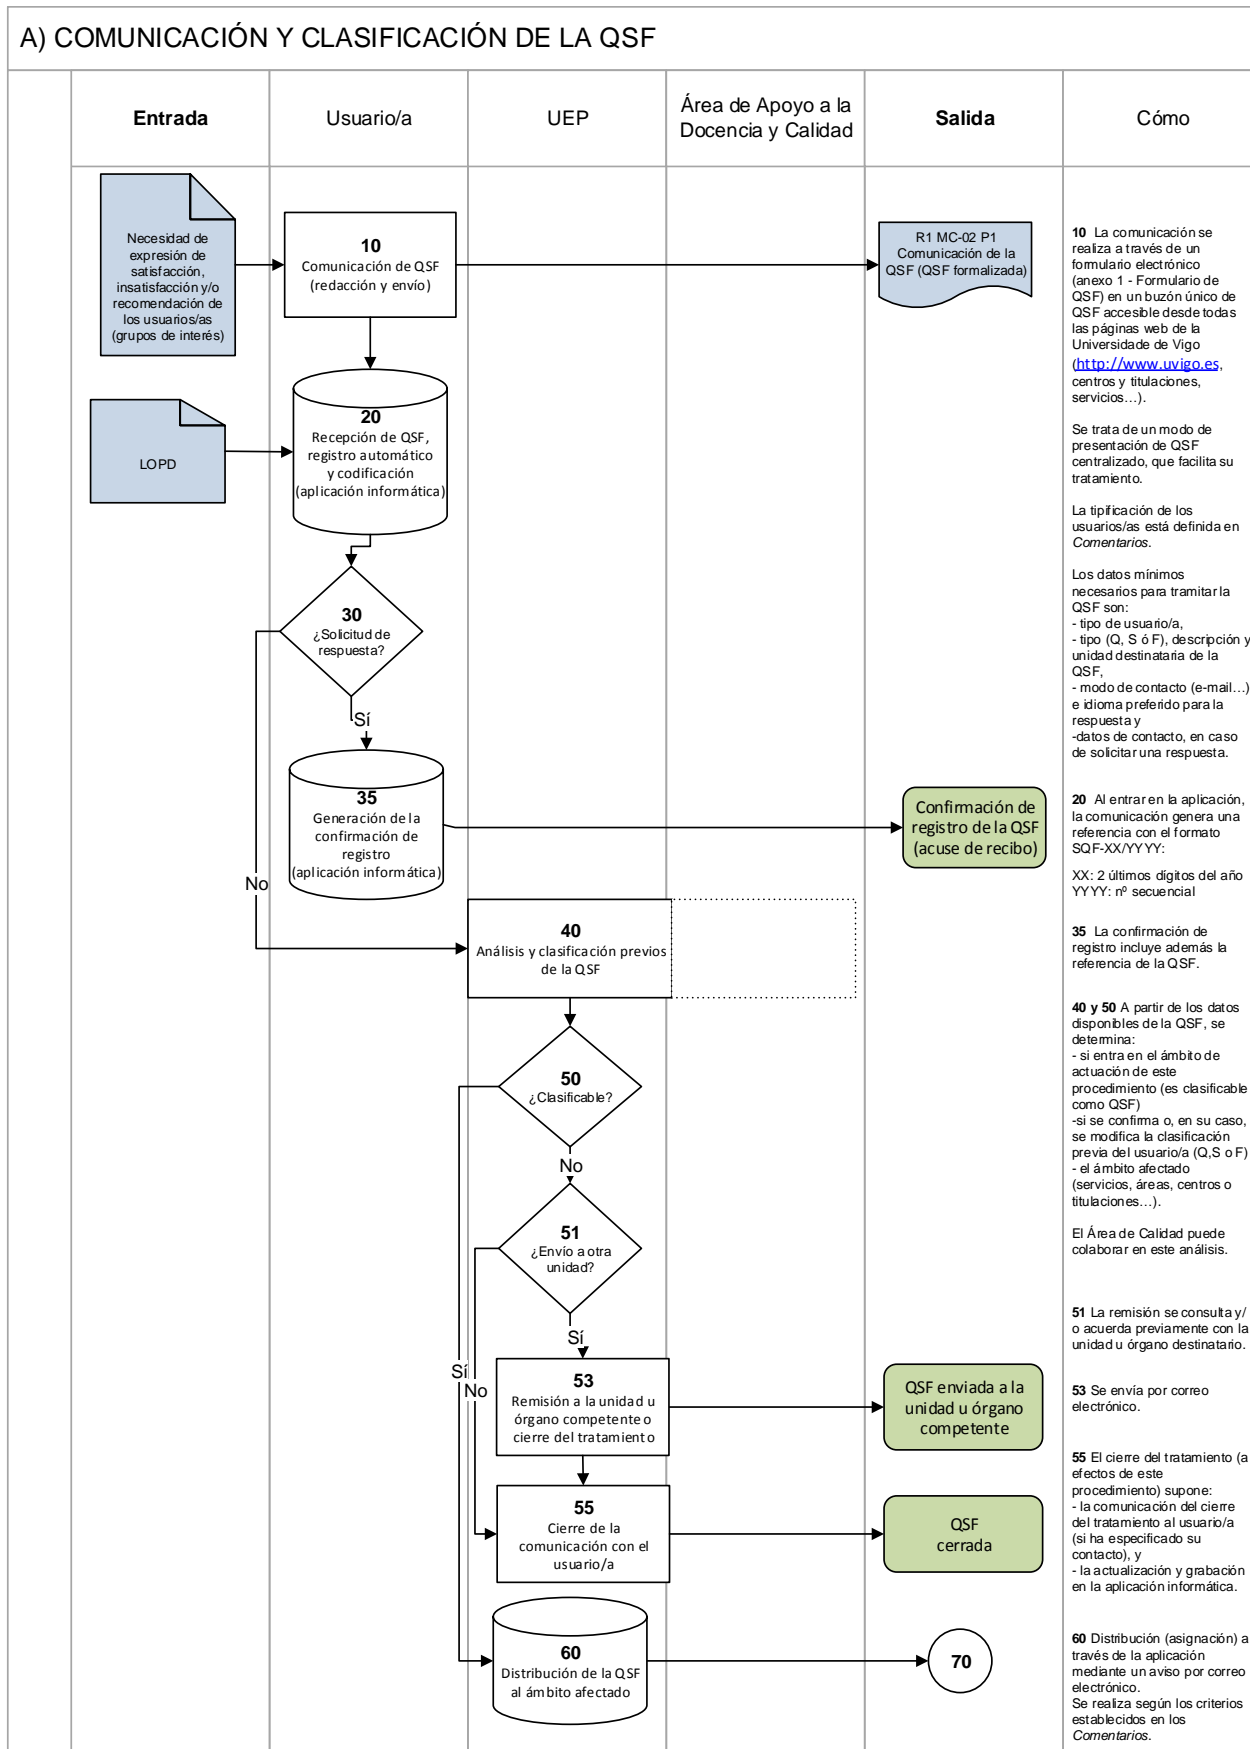 A) COMUNICACIÓN Y CLASIFICACIÓN DE LA QSF
Entrada
Usuario/a
UEP
Área de Apoyo a la
Docencia y Calidad
Salida
Cómo
Necesidad de
expresión de
satisfacción,
insatisfacción y/o
recomendación de
los usuarios/as
(grupos de interés)
10
Comunicación de QSF
(redacción y envío)
R1 MC-02 P1
Comunicación de la
QSF (QSF formalizada)
LOPD
20
Recepción de QSF,
registro automático
y codificación
(aplicación informática)
30
¿Solicitud de
respuesta?
Sí
No
35
Generación de la
confirmación de
registro
(aplicación informática)
Confirmación de
registro de la QSF
(acuse de recibo)
40
Análisis y clasificación previos
de la QSF
50
¿Clasificable?
No
Sí
51
¿Envío a otra
unidad?
Sí
No
53
Remisión a la unidad u
órgano competente o
cierre del tratamiento
QSF enviada a la
unidad u órgano
competente
55
Cierre de la
comunicación con el
usuario/a
QSF
cerrada
60
Distribución de la QSF
al ámbito afectado
70
10 La comunicación se
realiza a través de un
formulario electrónico
(anexo 1 - Formulario de
QSF) en un buzón único de
QSF accesible desde todas
las páginas web de la
Universidade de Vigo
(http://www.uvigo.es,
centros y titulaciones,
servicios...).
Se trata de un modo de
presentación de QSF
centralizado, que facilita su
tratamiento.
La tipificación de los
usuarios/as está definida en
Comentarios.
Los datos mínimos
necesarios para tramitar la
QSF son:
- tipo de usuario/a,
- tipo (Q, S ó F), descripción y
unidad destinataria de la
QSF,
- modo de contacto (e-mail...)
e idioma preferido para la
respuesta y
-datos de contacto, en caso
de solicitar una respuesta.
20 Al entrar en la aplicación,
la comunicación genera una
referencia con el formato
SQF-XX/YYYY:
XX: 2 últimos dígitos del año
YYYY: nº secuencial
35 La confirmación de
registro incluye además la
referencia de la QSF.
40 y 50 A partir de los datos
disponibles de la QSF, se
determina:
- si entra en el ámbito de
actuación de este
procedimiento (es clasificable
como QSF)
-si se confirma o, en su caso,
se modifica la clasificación
previa del usuario/a (Q,S o F)
- el ámbito afectado
(servicios, áreas, centros o
titulaciones...).
El Área de Calidad puede
colaborar en este análisis.
51 La remisión se consulta y/
o acuerda previamente con la
unidad u órgano destinatario.
53 Se envía por correo
electrónico.
55 El cierre del tratamiento (a
efectos de este
procedimiento) supone:
- la comunicación del cierre
del tratamiento al usuario/a
(si ha especificado su
contacto), y
- la actualización y grabación
en la aplicación informática.
60 Distribución (asignación) a
través de la aplicación
mediante un aviso por correo
electrónico.
Se realiza según los criterios
establecidos en los
Comentarios.